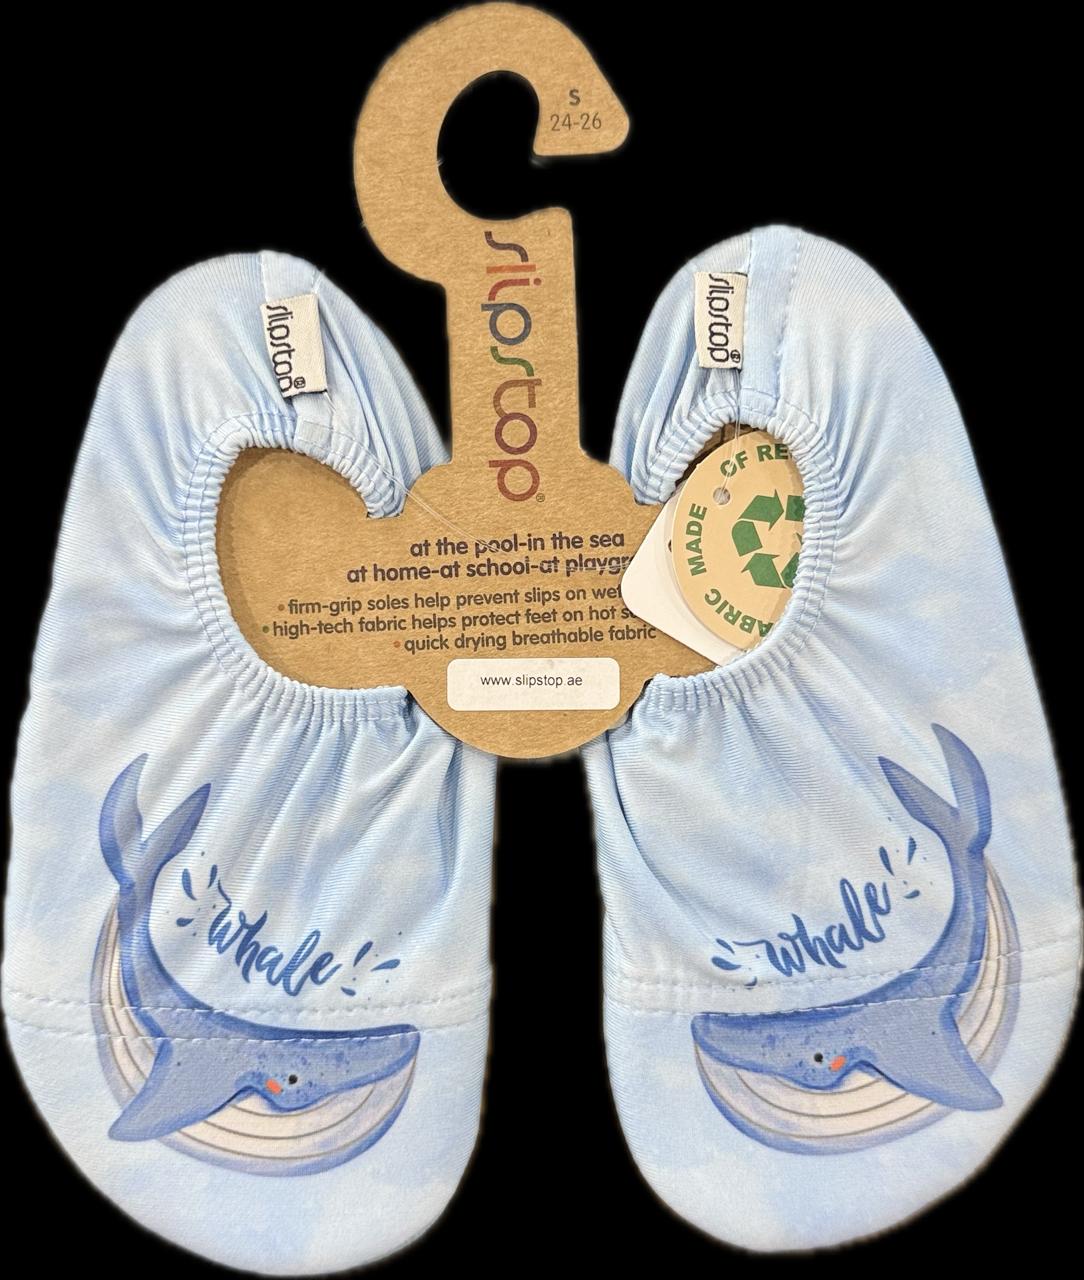 S
24-26
slipstop®
slipstop®
slipstop®
OF RE
MADE
FABRIC
at the pool-in the sea
at home-at school-at playgr
• firm-grip soles help prevent slips on wet
• high-tech fabric helps protect feet on hot
• quick drying breathable fabric
www.slipstop.ae
whale!
whale